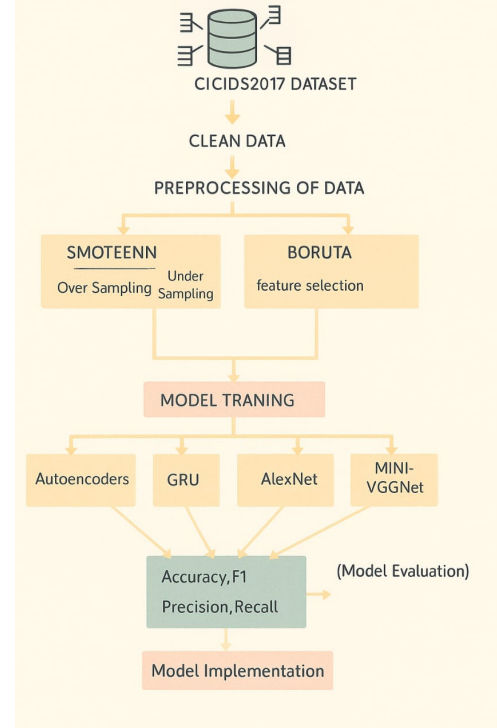 CICIDS2017 DATASET
CLEAN DATA
PREPROCESSING OF DATA
SMOTEENN
Over Sampling
Under
Sampling
BORUTA
feature selection
MODEL TRANING
Autoencoders
GRU
AlexNet
MINI-
VGGNet
Accuracy,F1
Precision,Recall
(Model Evaluation)
Model Implementation